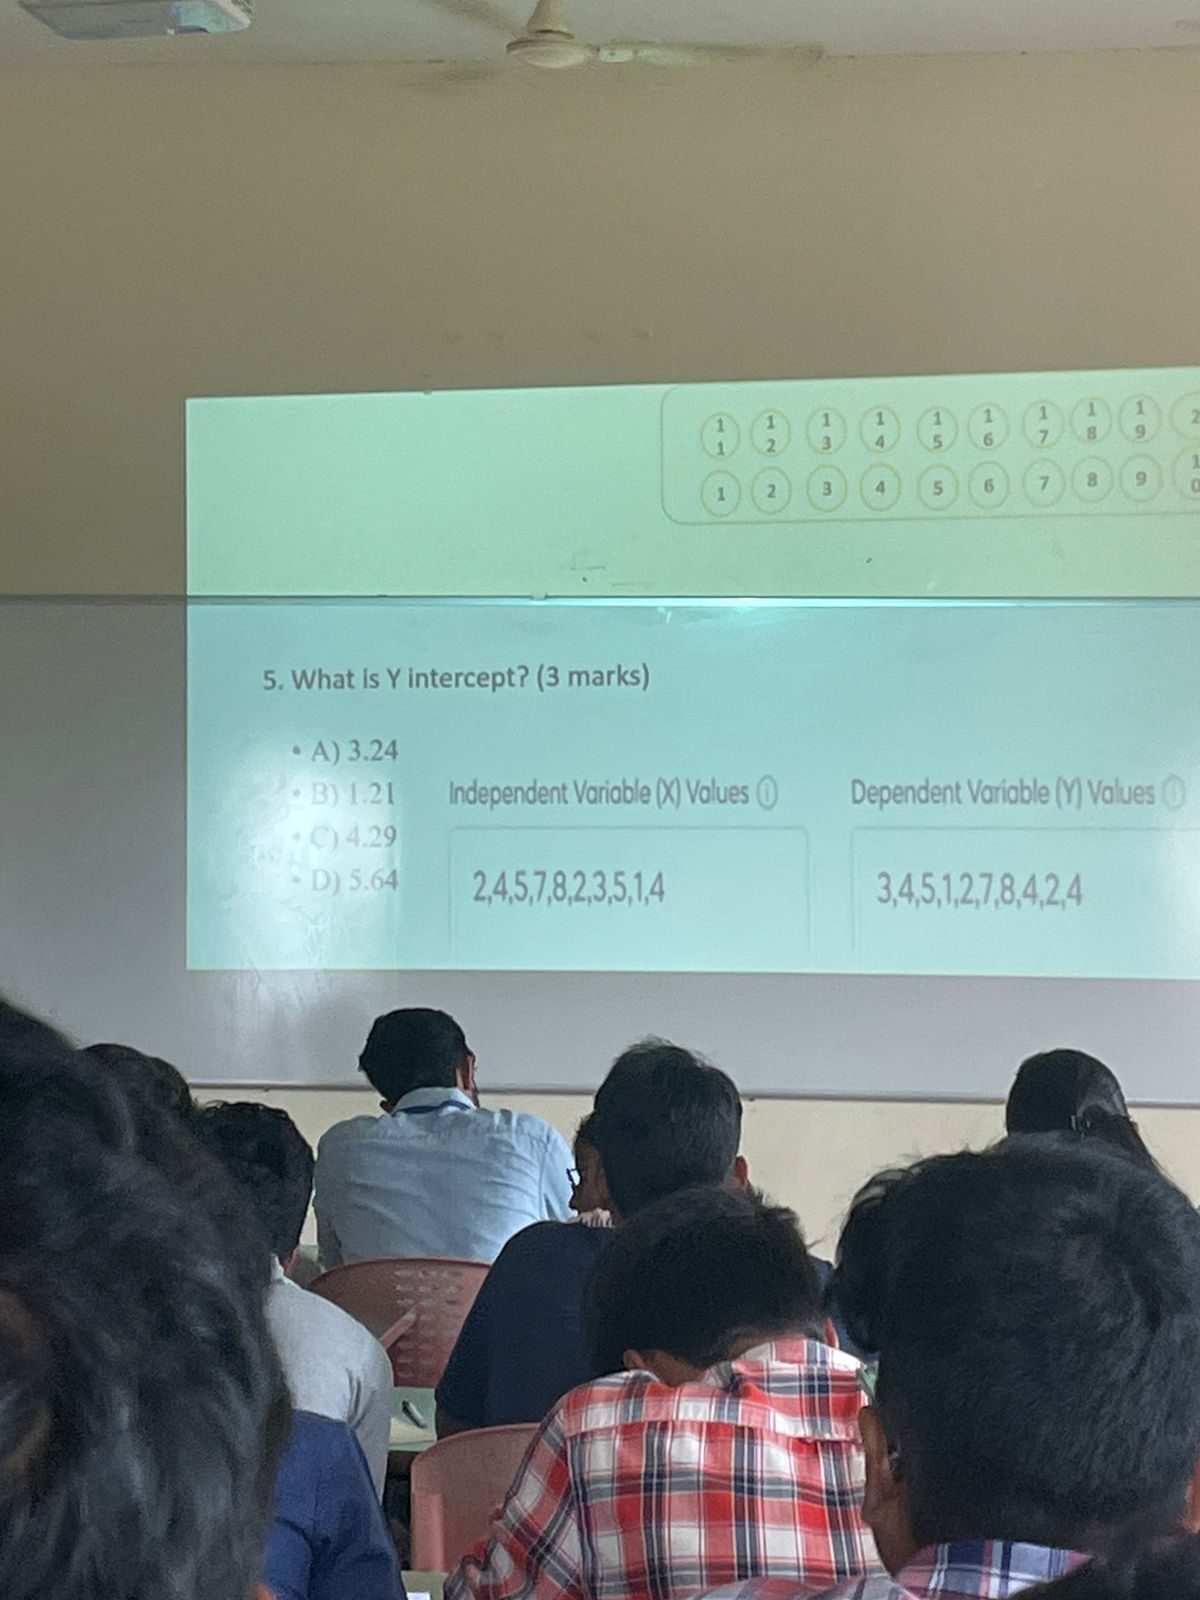 11 12 13 14 15 16 17 18 19
1 2 3 4 5 6 7 8 9 10
5. What is Y intercept? (3 marks)
• A) 3.24
• B) 1.21
• C) 4.29
• D) 5.64
Independent Variable (X) Values
2,4,5,7,8,2,3,5,1,4
Dependent Variable (Y) Values
3,4,5,1,2,7,8,4,2,4